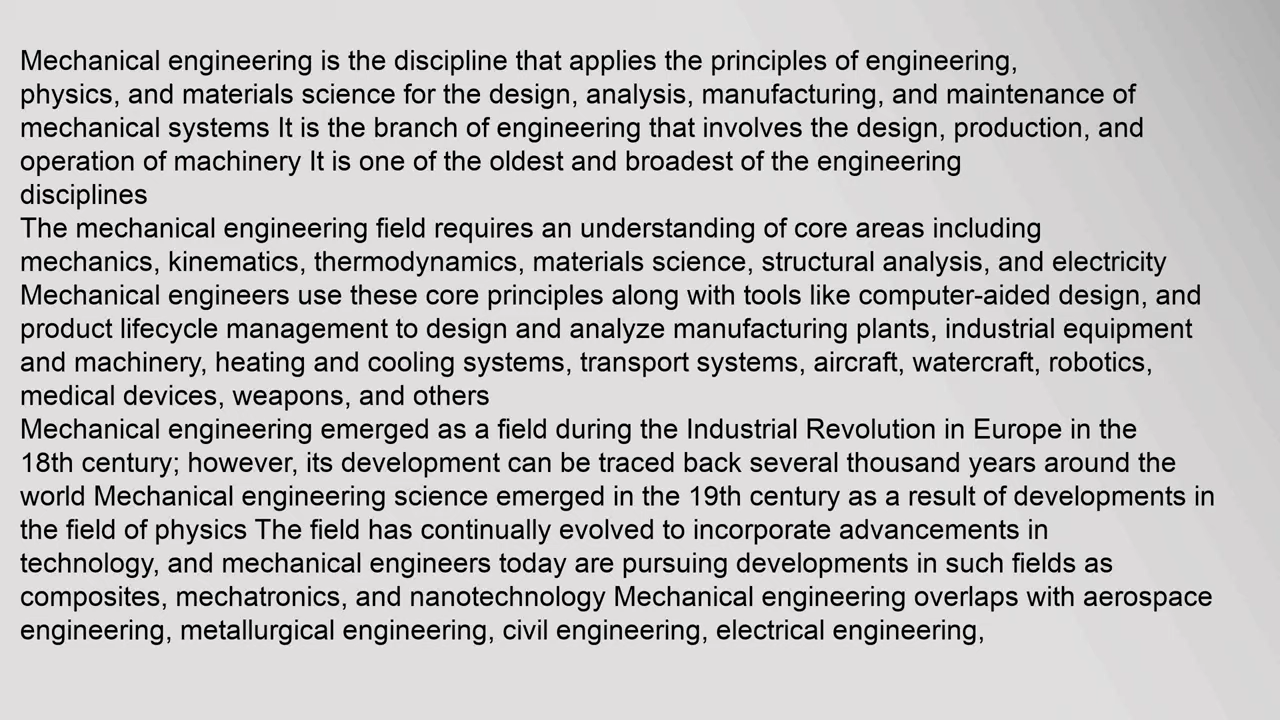 Mechanical engineering is the discipline that applies the principles of engineering,
physics, and materials science for the design, analysis, manufacturing, and maintenance of
mechanical systems It is the branch of engineering that involves the design, production, and
operation of machinery It is one of the oldest and broadest of the engineering
disciplines
The mechanical engineering field requires an understanding of core areas including
mechanics, kinematics, thermodynamics, materials science, structural analysis, and electricity
Mechanical engineers use these core principles along with tools like computer-aided design, and
product lifecycle management to design and analyze manufacturing plants, industrial equipment
and machinery, heating and cooling systems, transport systems, aircraft, watercraft, robotics,
medical devices, weapons, and others
Mechanical engineering emerged as a field during the Industrial Revolution in Europe in the
18th century; however, its development can be traced back several thousand years around the
world Mechanical engineering science emerged in the 19th century as a result of developments in
the field of physics The field has continually evolved to incorporate advancements in
technology, and mechanical engineers today are pursuing developments in such fields as
composites, mechatronics, and nanotechnology Mechanical engineering overlaps with aerospace
engineering, metallurgical engineering, civil engineering, electrical engineering,